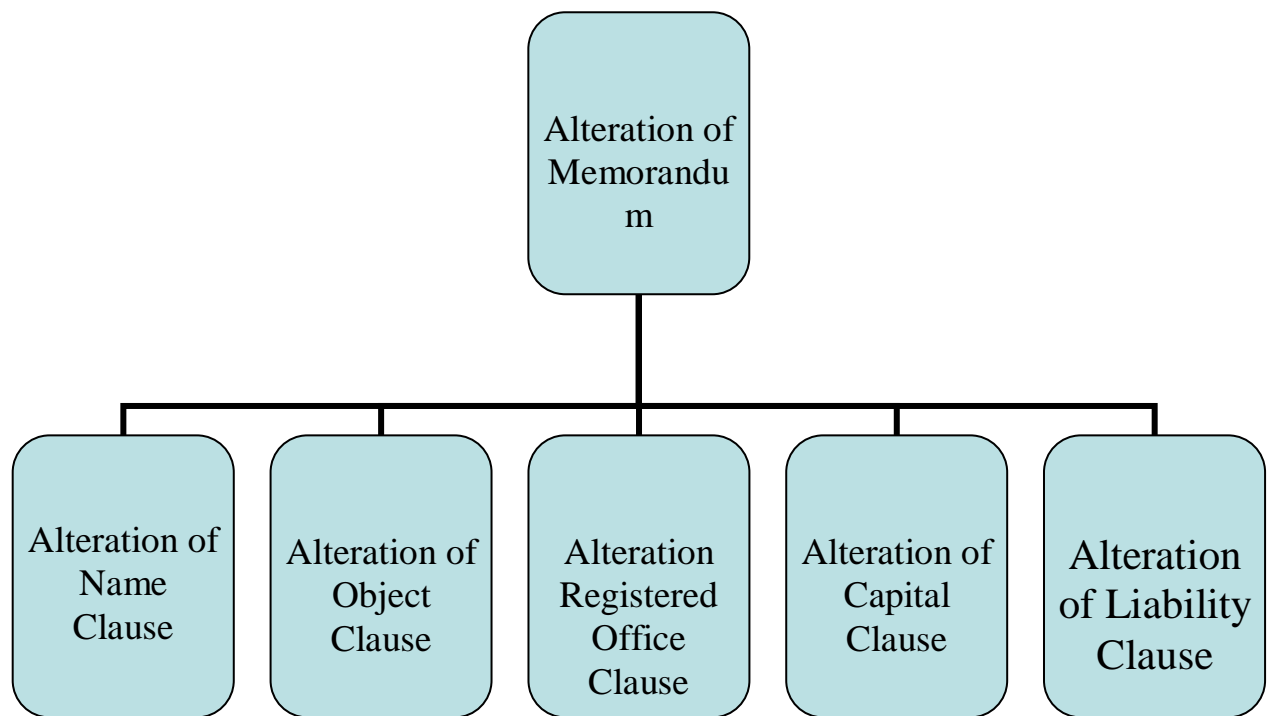 Alteration of
Memorandu
m
Alteration of
Name
Clause
Alteration of
Object
Clause
Alteration
Registered
Office
Clause
Alteration of
Capital
Clause
Alteration
of Liability
Clause